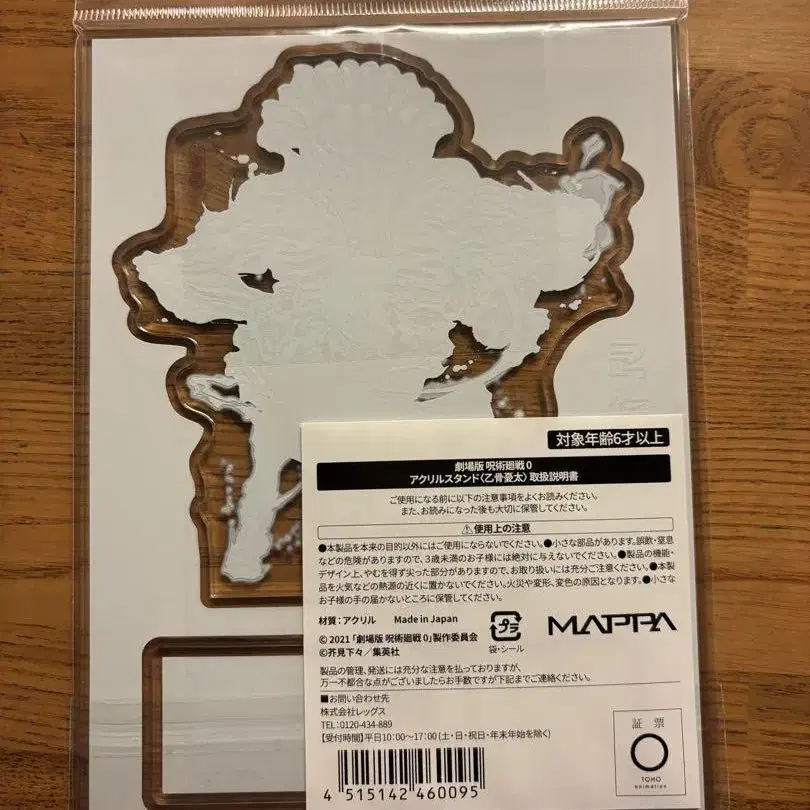 対象年齢6才以上
劇場版 呪術廻戦 0
アクリルスタンド〈乙骨憂太〉取扱説明書
ご使用になる前に以下の注意事項をよくお読みください。
また、お読みになった後も大切に保管してください。
⚠使用上の注意
●本製品を本来の目的以外にはご使用にならないでください。●小さな部品があります。誤飲・窒息
などの危険がありますので、3歳未満のお子様には絶対に与えないでください。●製品の機能・
デザイン上、やむを得ず尖った部分がありますので、お取り扱いには充分ご注意ください。●本製
品を火気などの熱源の近くに置かないでください。火災や変形、変色の原因となります。●小さな
お子様の手の届かないところに保管してください。
材質：アクリル Made in Japan
© 2021 「劇場版 呪術廻戦 0」製作委員会
©芥見下々／集英社
プラ
袋・シール
MAPPA
製品の管理、発送には充分な注意を払っておりますが、
万一不都合な点がございましたらお手数ですが下記までご連絡ください。
■お問い合わせ先
株式会社レッグス
TEL：0120-434-889
【受付時間】平日10：00～17：00（土・日・祝日・年末年始を除く）
4 515142 460095
証票
TOHO
animation